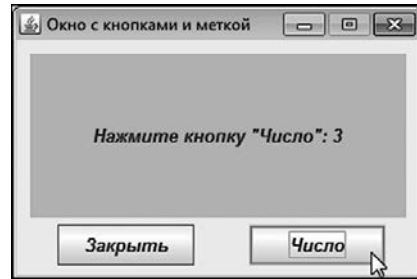 Окно с кнопками и меткой
Нажмите кнопку "Число": 3
Закрыть
Число